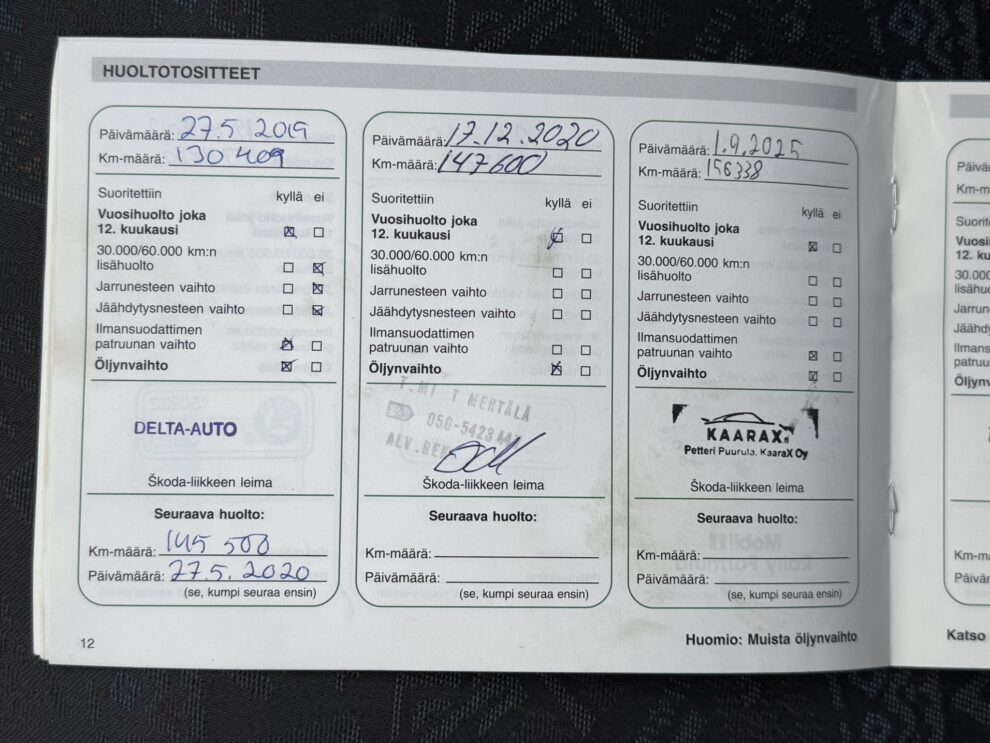 HUOLTOTOSITTEET
Päivämäärä: 27.5 2019
Km-määrä: 130 409
Suoritettiin kyllä ei
Vuosihuolto joka
12. kuukausi
30.000/60.000 km:n
lisähuolto
Jarrunesteen vaihto
Jäähdytysnesteen vaihto
Ilmansuodattimen
patruunan vaihto
Öljynvaihto
DELTA-AUTO
Škoda-liikkeen leima
Seuraava huolto:
Km-määrä: 145 500
Päivämäärä: 27.5.2020
(se, kumpi seuraa ensin)
Päivämäärä: 17.12.2020
Km-määrä: 147600
Suoritettiin kyllä ei
Vuosihuolto joka
12. kuukausi
30.000/60.000 km:n
lisähuolto
Jarrunesteen vaihto
Jäähdytysnesteen vaihto
Ilmansuodattimen
patruunan vaihto
Öljynvaihto
T.MI T MENTÄLÄ
ALV.REK
Škoda-liikkeen leima
Seuraava huolto:
Km-määrä:
Päivämäärä:
(se, kumpi seuraa ensin)
Päivämäärä: 1.9.2025
Km-määrä: 156338
Suoritettiin kyllä ei
Vuosihuolto joka
12. kuukausi
30.000/60.000 km:n
lisähuolto
Jarrunesteen vaihto
Jäähdytysnesteen vaihto
Ilmansuodattimen
patruunan vaihto
Öljynvaihto
KAARAX
Petteri Puurula. KaaraX Oy
Škoda-liikkeen leima
Seuraava huolto:
Km-määrä:
Päivämäärä:
(se, kumpi seuraa ensin)
12
Huomio: Muista öljynvaihto
Katso